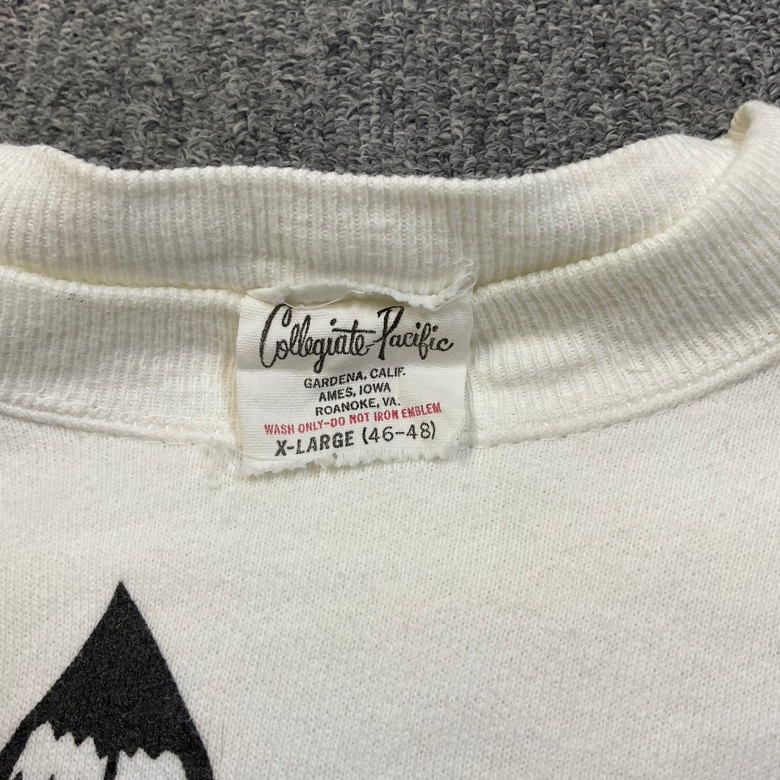 Collegiate-Pacific
GARDENA, CALIF.
AMES, IOWA
ROANOKE, VA.
WASH ONLY-DO NOT IRON EMBLEM
X-LARGE (46-48)